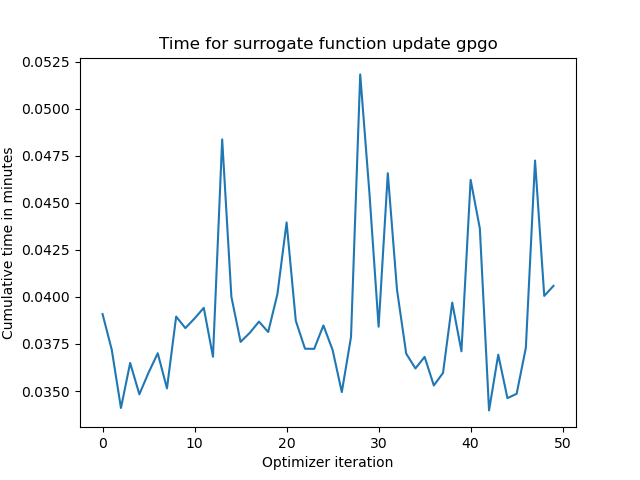 Time for surrogate function update gpgo
Cumulative time in minutes
0.0525
0.0500
0.0475
0.0450
0.0425
0.0400
0.0375
0.0350
0 10 20 30 40 50
Optimizer iteration